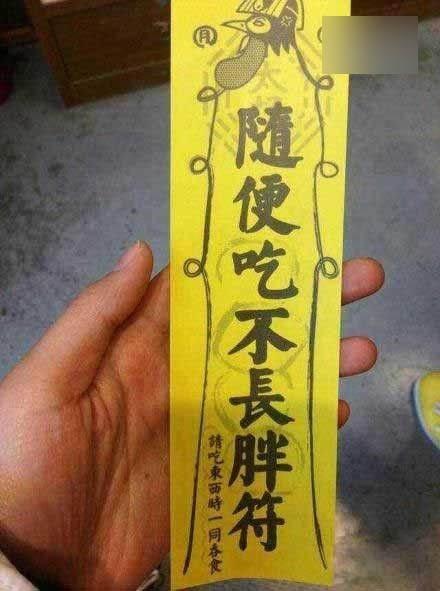 月
隨便吃不長胖符
請吃東西時一同吞食